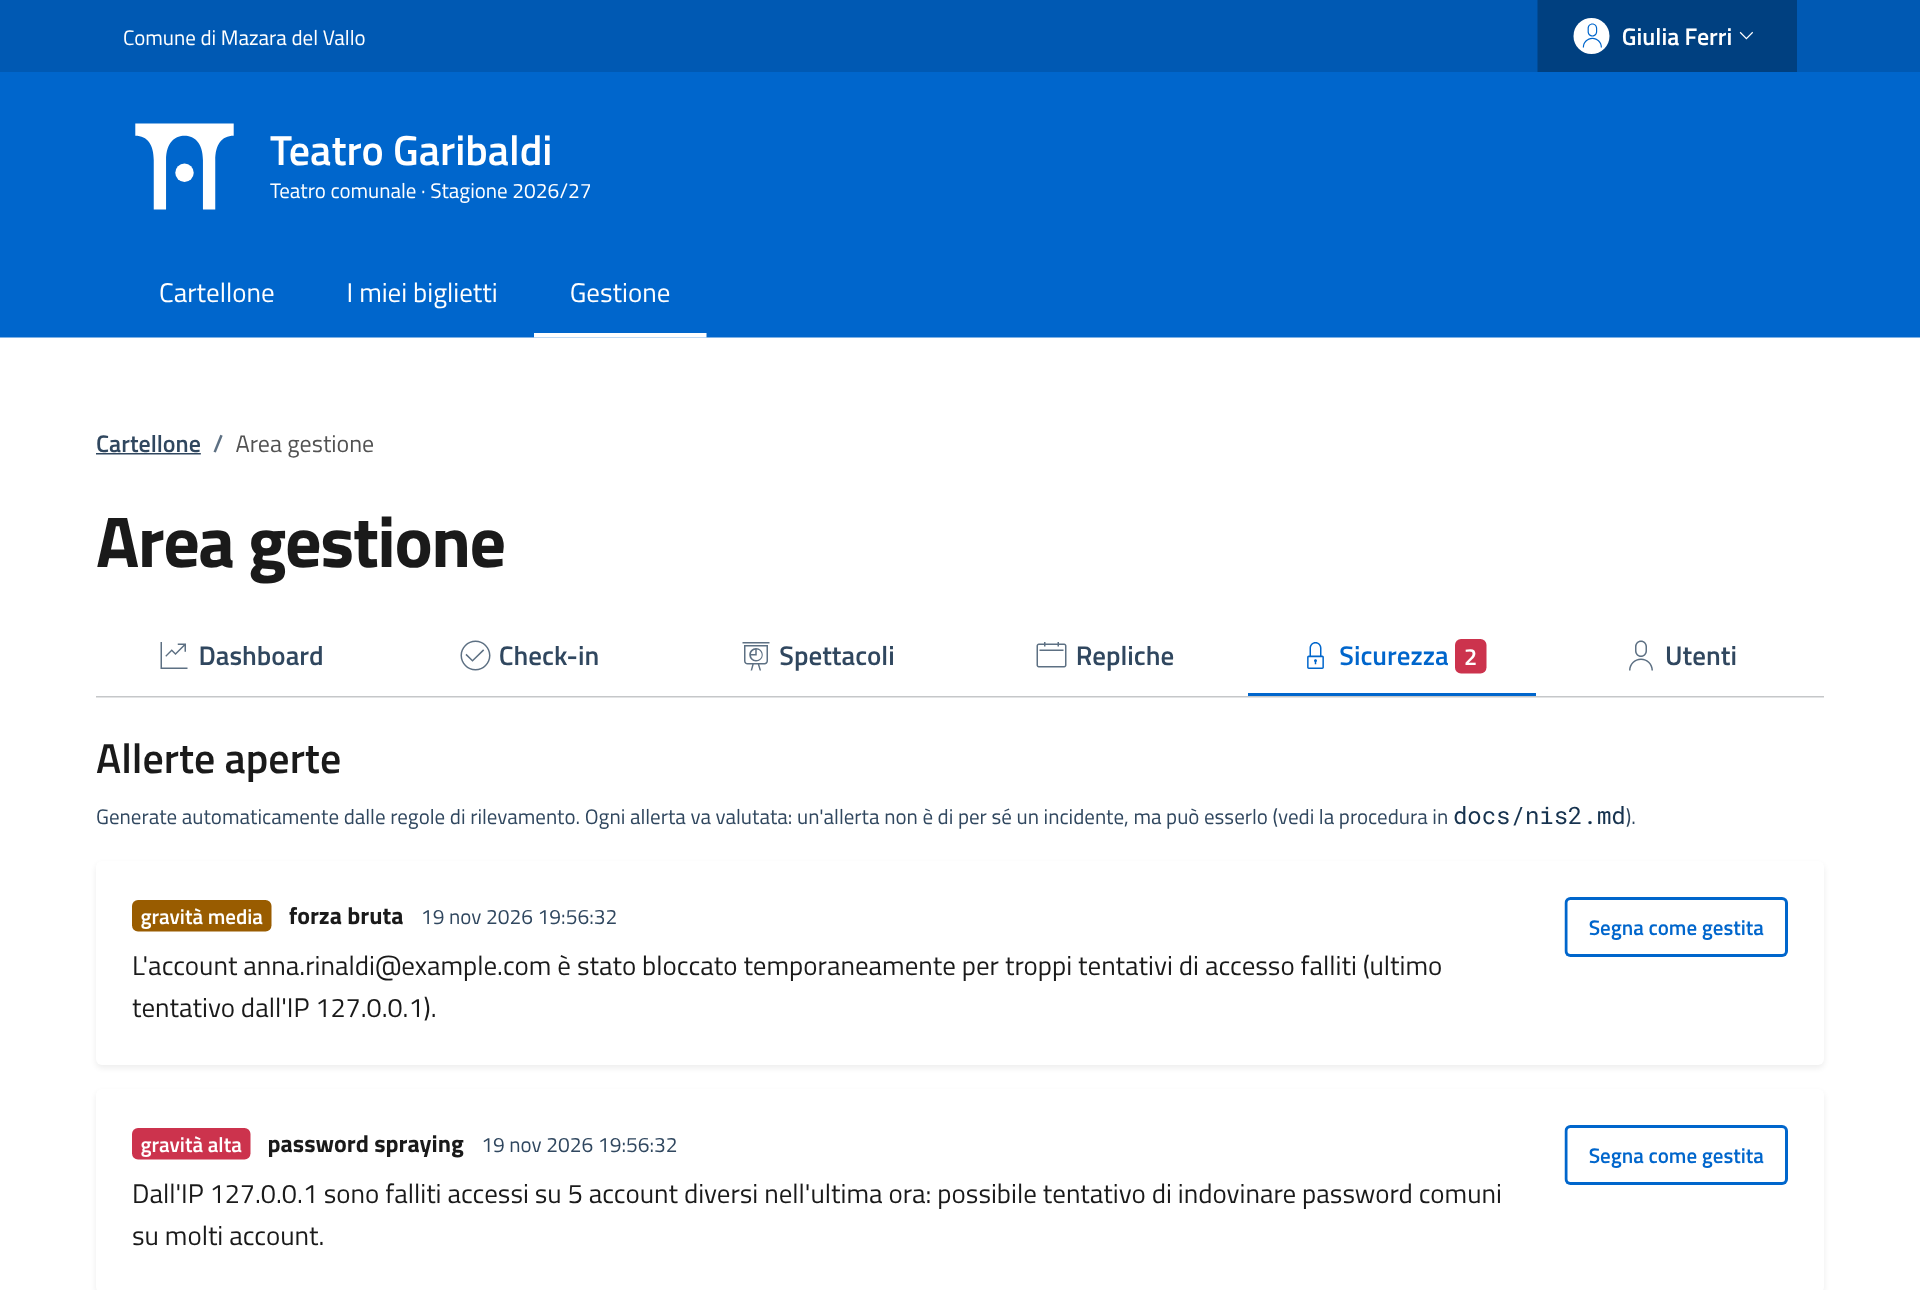 Comune di Mazara del Vallo
Giulia Ferri
Teatro Garibaldi
Teatro comunale · Stagione 2026/27
Cartellone
I miei biglietti
Gestione
Cartellone / Area gestione
Area gestione
Dashboard
Check-in
Spettacoli
Repliche
Sicurezza 2
Utenti
Allerte aperte
Generate automaticamente dalle regole di rilevamento. Ogni allerta va valutata: un'allerta non è di per sé un incidente, ma può esserlo (vedi la procedura in docs/nis2.md).
gravità media forza bruta 19 nov 2026 19:56:32
Segna come gestita
L'account anna.rinaldi@example.com è stato bloccato temporaneamente per troppi tentativi di accesso falliti (ultimo
tentativo dall'IP 127.0.0.1).
gravità alta password spraying 19 nov 2026 19:56:32
Segna come gestita
Dall'IP 127.0.0.1 sono falliti accessi su 5 account diversi nell'ultima ora: possibile tentativo di indovinare password comuni
su molti account.